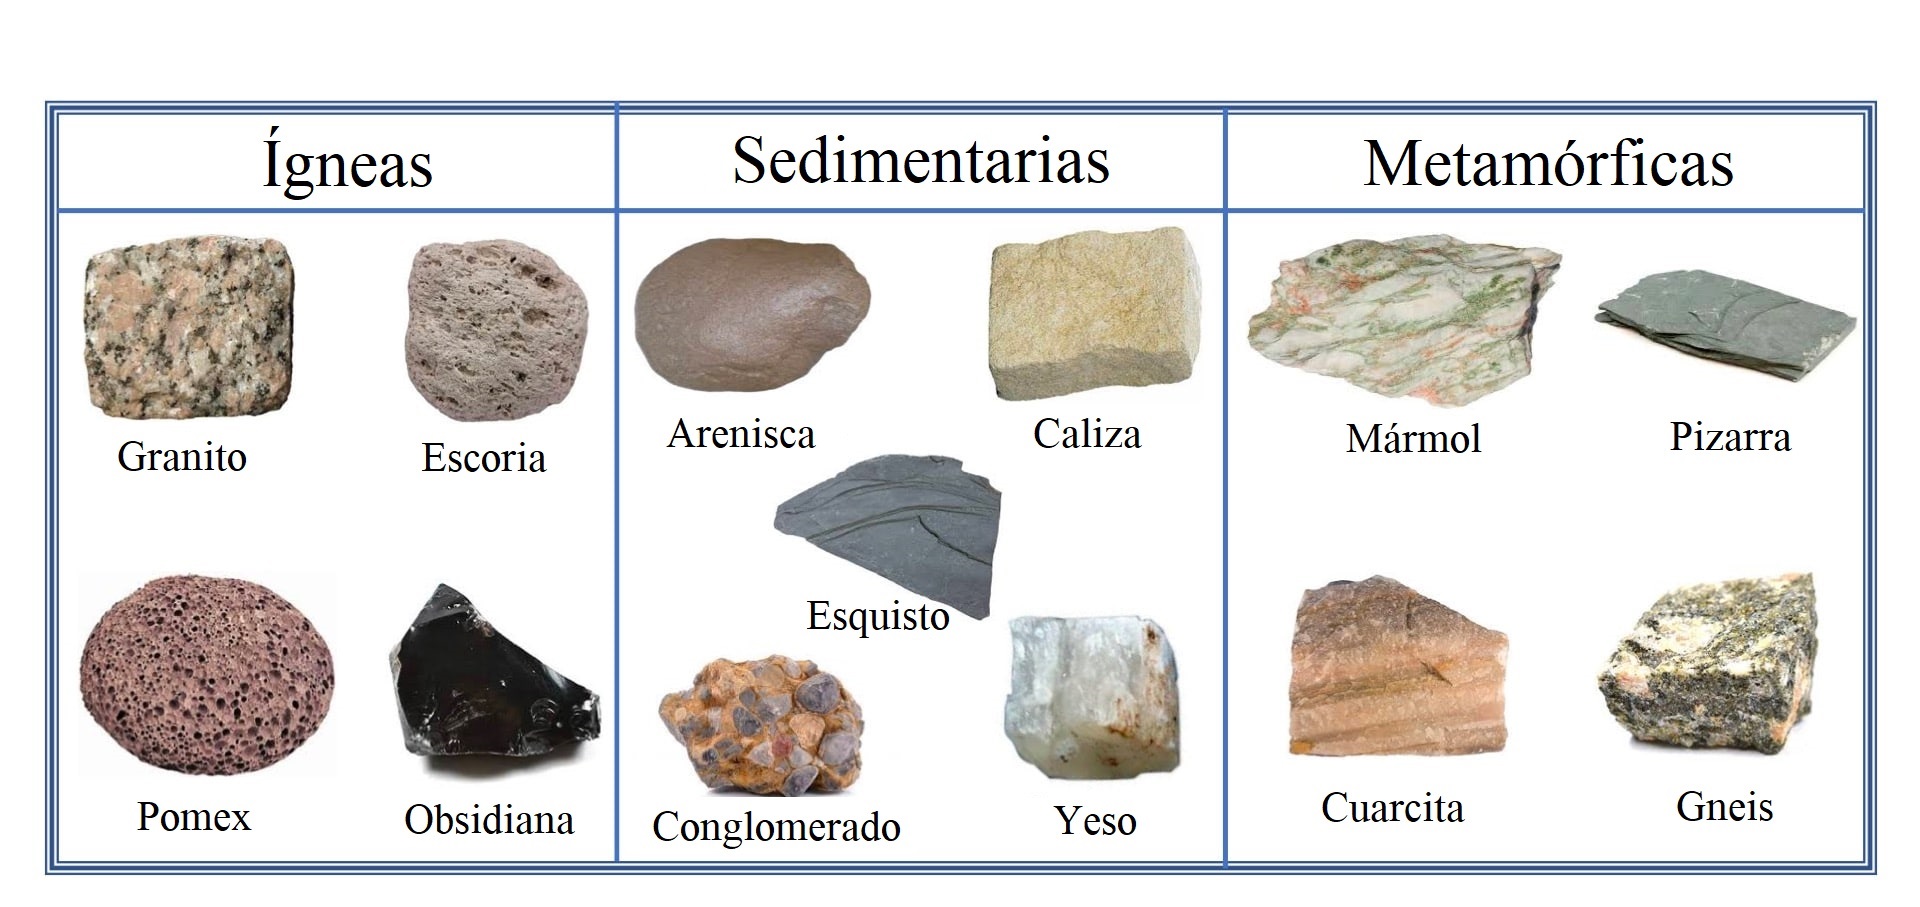 Ígneas
Sedimentarias
Metamórficas
Granito
Escoria
Pomex
Obsidiana
Arenisca
Caliza
Esquisto
Conglomerado
Yeso
Mármol
Pizarra
Cuarcita
Gneis